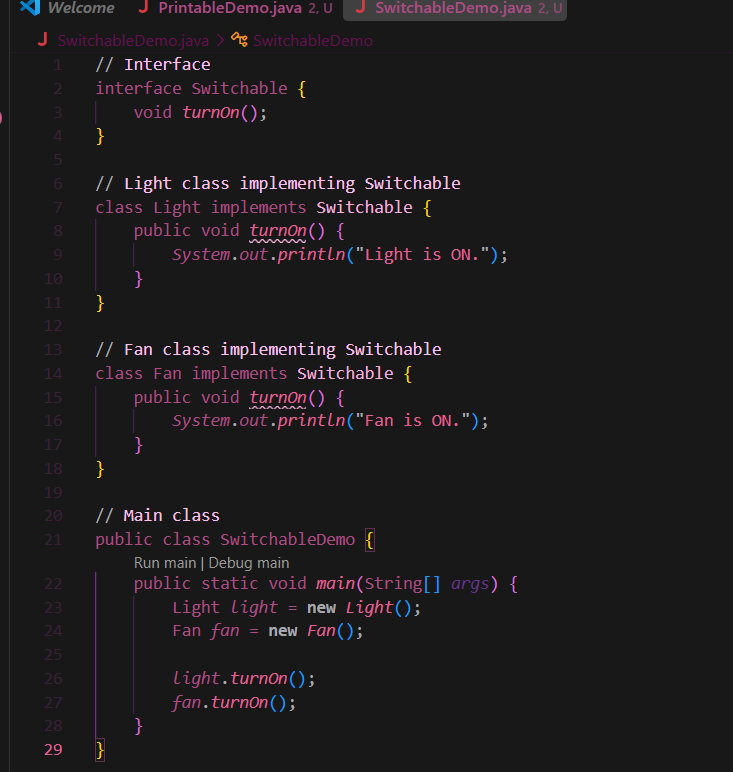 Welcome PrintableDemo.java 2, U SwitchableDemo.java 2, U
SwitchableDemo.java > SwitchableDemo
1 // Interface
2 interface Switchable {
3 void turnOn();
4 }
5
6 // Light class implementing Switchable
7 class Light implements Switchable {
8 public void turnOn() {
9 System.out.println("Light is ON.");
10 }
11 }
12
13 // Fan class implementing Switchable
14 class Fan implements Switchable {
15 public void turnOn() {
16 System.out.println("Fan is ON.");
17 }
18 }
19
20 // Main class
21 public class SwitchableDemo {
Run main | Debug main
22 public static void main(String[] args) {
23 Light light = new Light();
24 Fan fan = new Fan();
25
26 light.turnOn();
27 fan.turnOn();
28 }
29 }